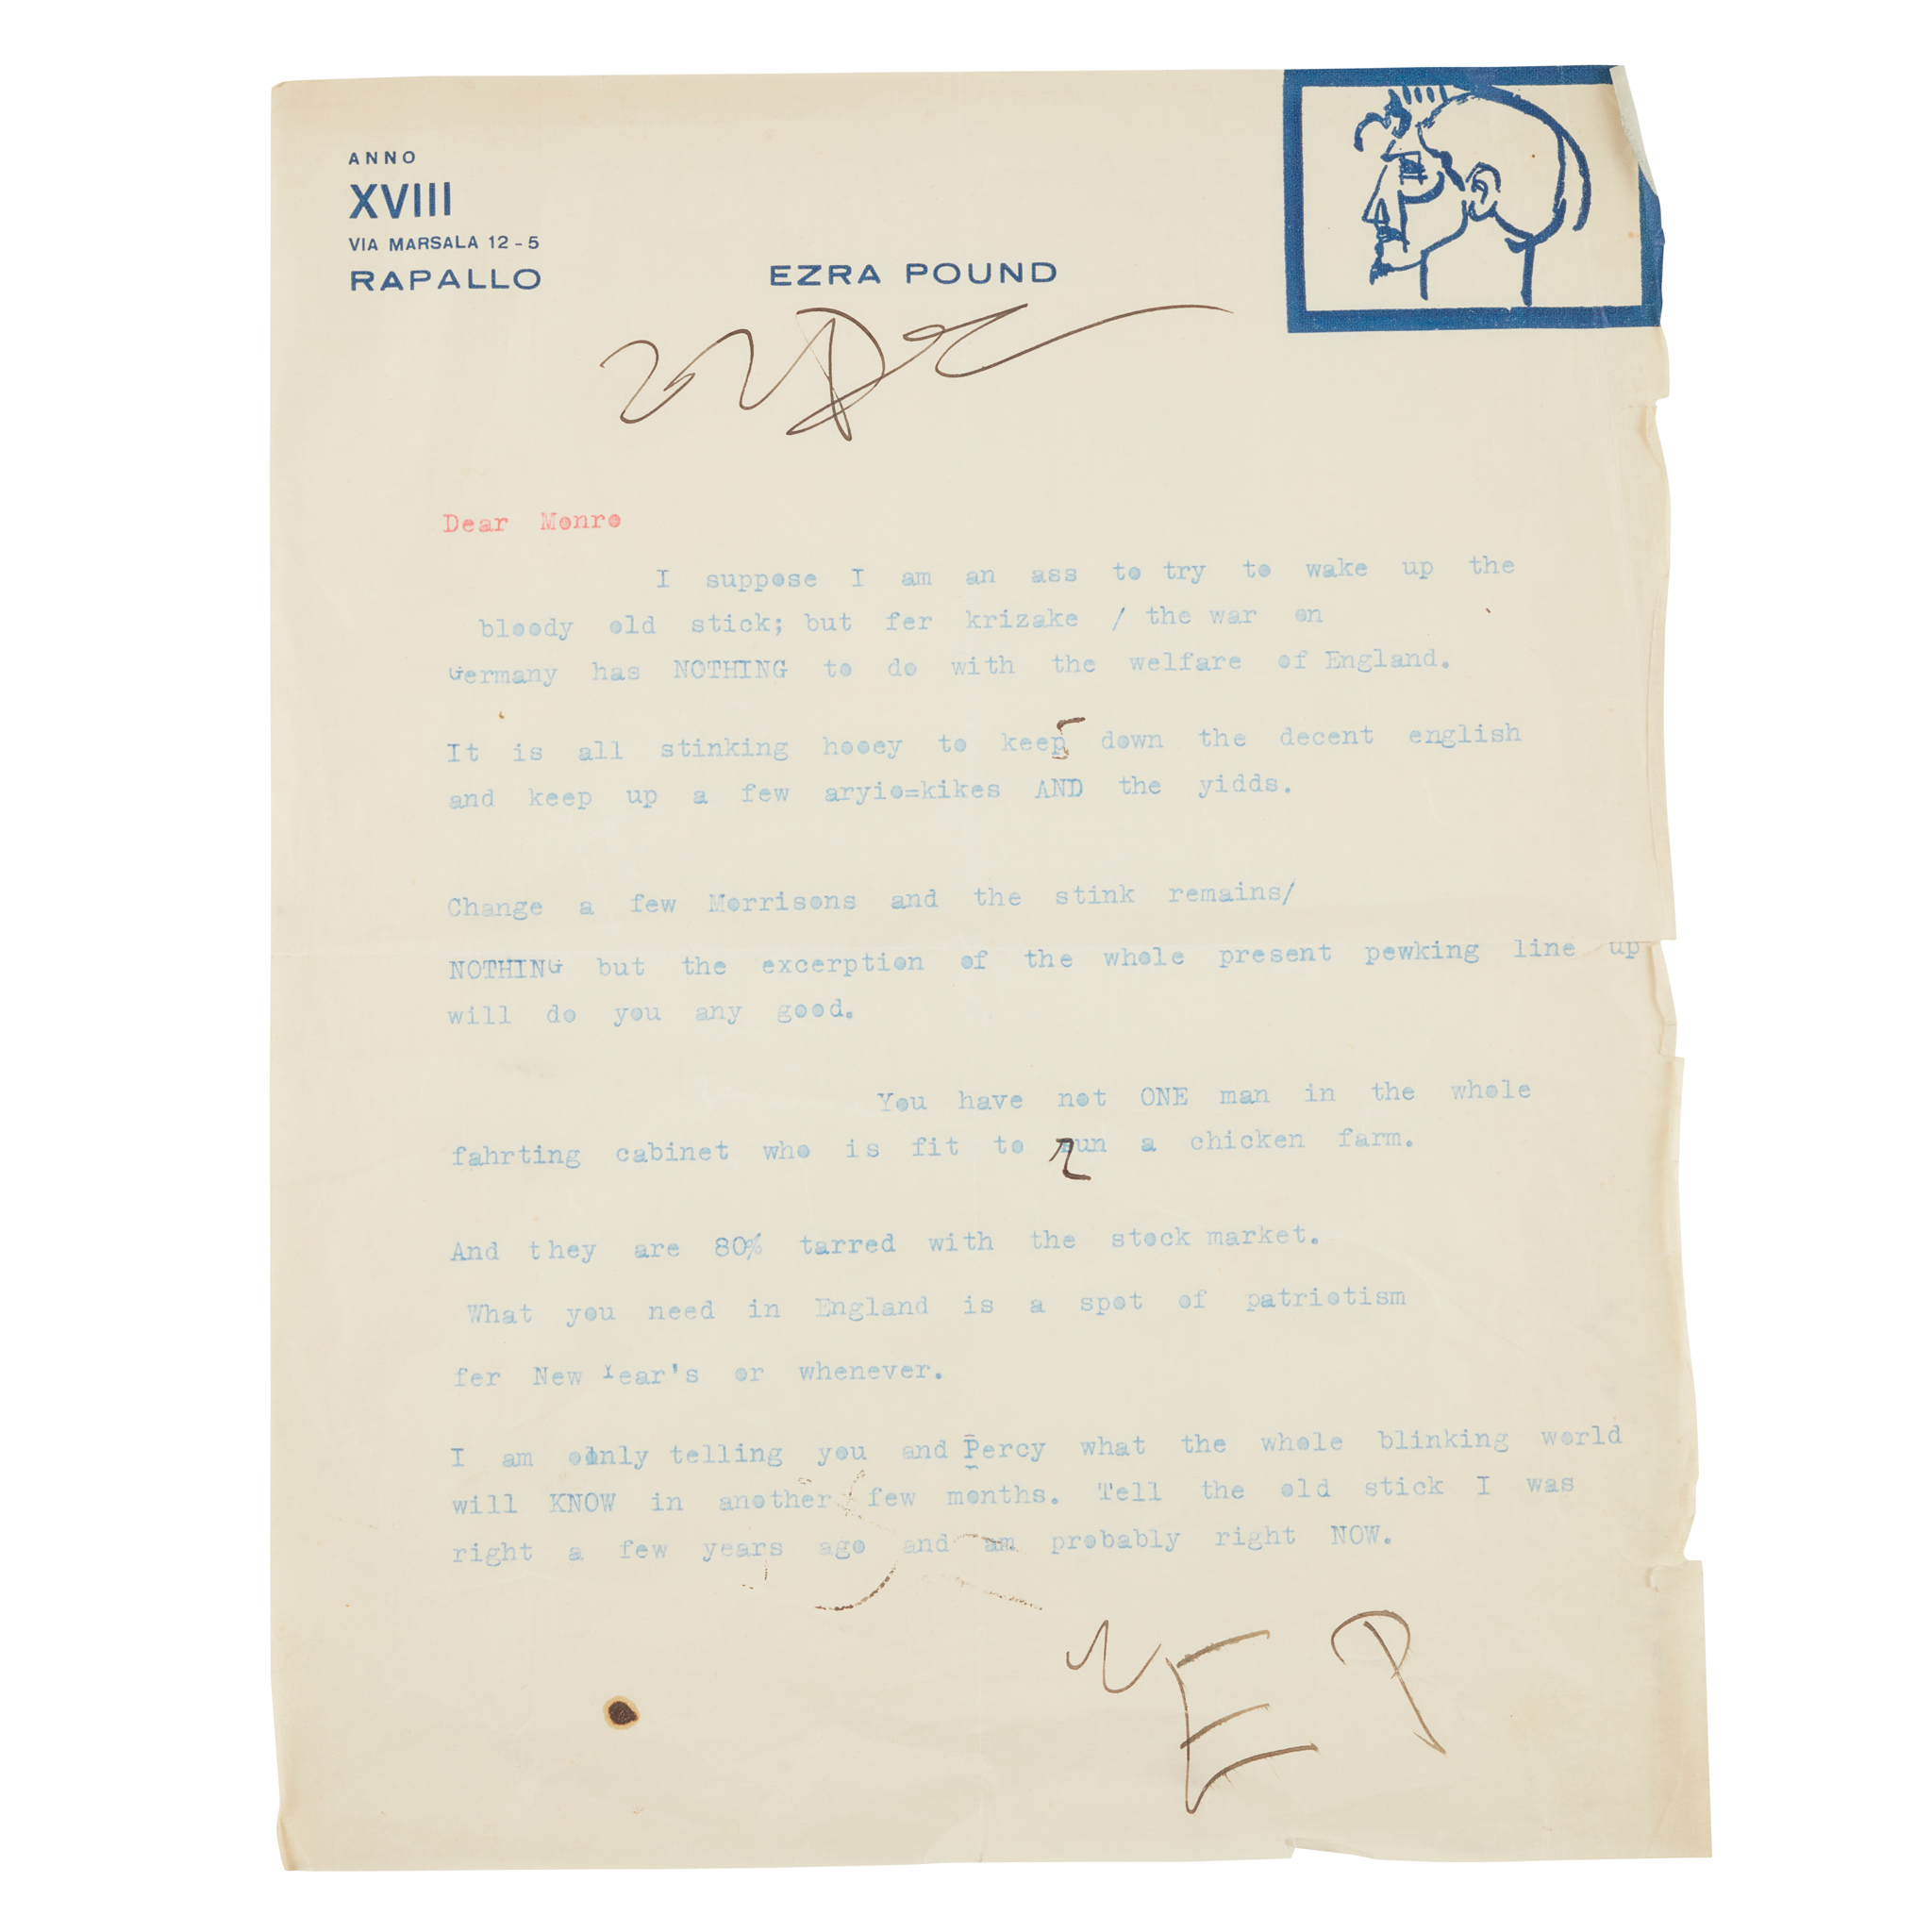 ANNO
XVIII
VIA MARSALA 12-5
RAPALLO
EZRA POUND
Dear Monro
I suppose I am an ass to try to wake up the
bloody old stick; but fer krizake / the war on
Germany has NOTHING to do with the welfare of England.
It is all stinking hooey to keep down the decent english
and keep up a few aryio=kikes AND the yidds.
Change a few Morrisons and the stink remains/
NOTHING but the excerption of the whole present pewking line up
will do you any good.
You have not ONE man in the whole
fahrting cabinet who is fit to run a chicken farm.
And they are 80% tarred with the stock market.
What you need in England is a spot of patriotism
fer New Year's or whenever.
I am only telling you and Percy what the whole blinking world
will KNOW in another few months. Tell the old stick I was
right a few years ago and am probably right NOW.
EP